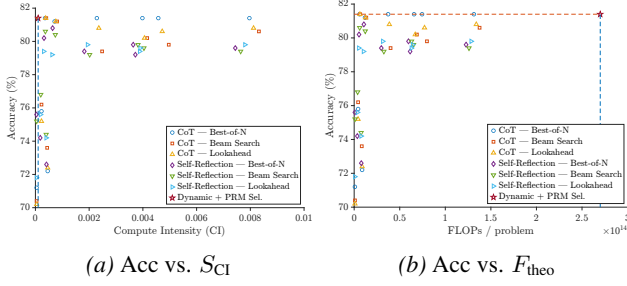 Accuracy (%)
84
82
80
78
76
74
72
70
0
0.002
0.004
0.006
0.008
0.01
Compute Intensity (CI)
CoT — Best-of-N
CoT — Beam Search
CoT — Lookahead
Self-Reflection — Best-of-N
Self-Reflection — Beam Search
Self-Reflection — Lookahead
Dynamic + PRM Sel.
(a) Acc vs. S_CI
Accuracy (%)
84
82
80
78
76
74
72
70
0
0.5
1
1.5
2
2.5
3
×10¹⁴
FLOPs / problem
CoT — Best-of-N
CoT — Beam Search
CoT — Lookahead
Self-Reflection — Best-of-N
Self-Reflection — Beam Search
Self-Reflection — Lookahead
Dynamic + PRM Sel.
(b) Acc vs. F_theo